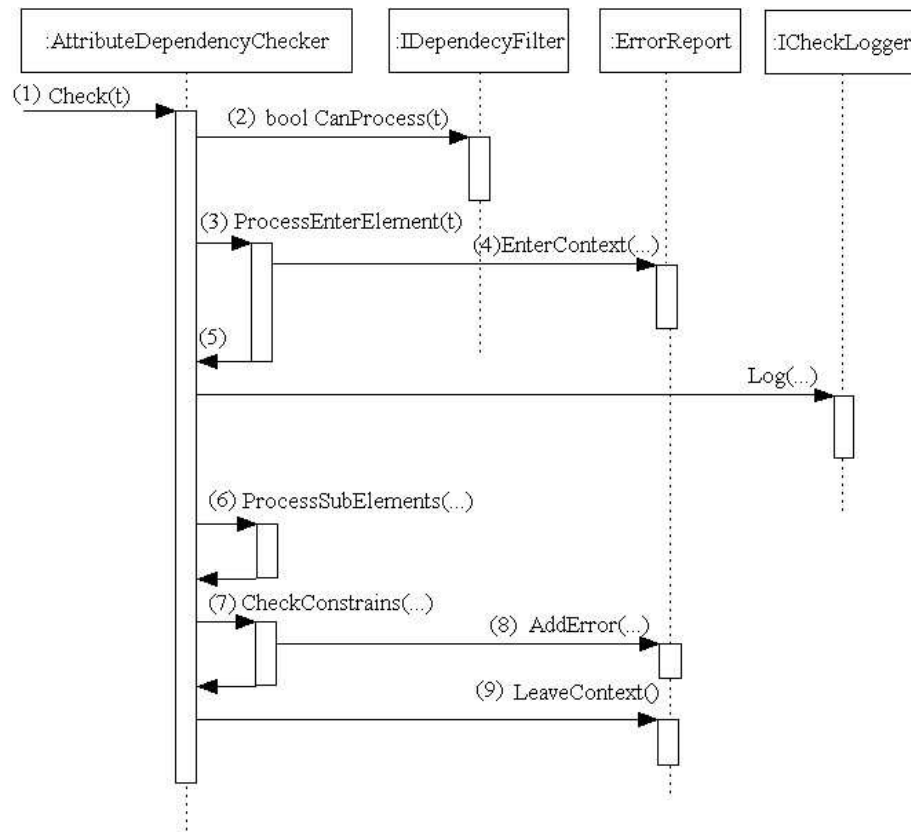 :AttributeDependencyChecker
:IDependecyFilter
:ErrorReport
:ICheckLogger
(1) Check(t)
(2) bool CanProcess(t)
(3) ProcessEnterElement(t)
(4)EnterContext(...)
(5)
Log(...)
(6) ProcessSubElements(...)
(7) CheckConstrains(...)
(8) AddError(...)
(9) LeaveContext()